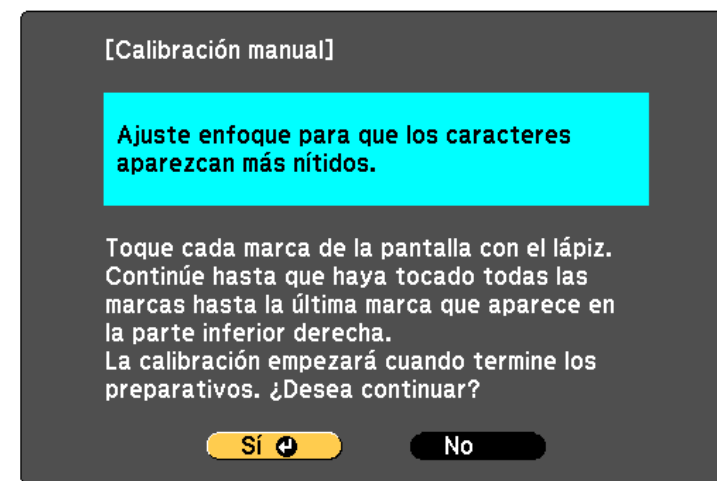 [Calibración manual]
Ajuste enfoque para que los caracteres
aparezcan más nítidos.
Toque cada marca de la pantalla con el lápiz.
Continúe hasta que haya tocado todas las
marcas hasta la última marca que aparece en
la parte inferior derecha.
La calibración empezará cuando termine los
preparativos. ¿Desea continuar?
Sí No